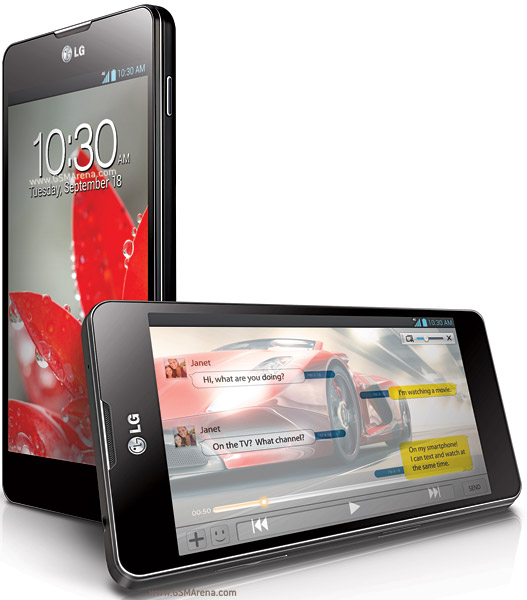 LG
10:30 AM
10:30 AM
www.GSMArena.com
Tuesday, September 18
10:30 AM
Janet
Hi, what are you doing?
I'm watching a movie.
Janet
On the TV? What channel?
On my smartphone!
I can text and watch at
the same time.
LG
00:50
SEND
www.GSMArena.com